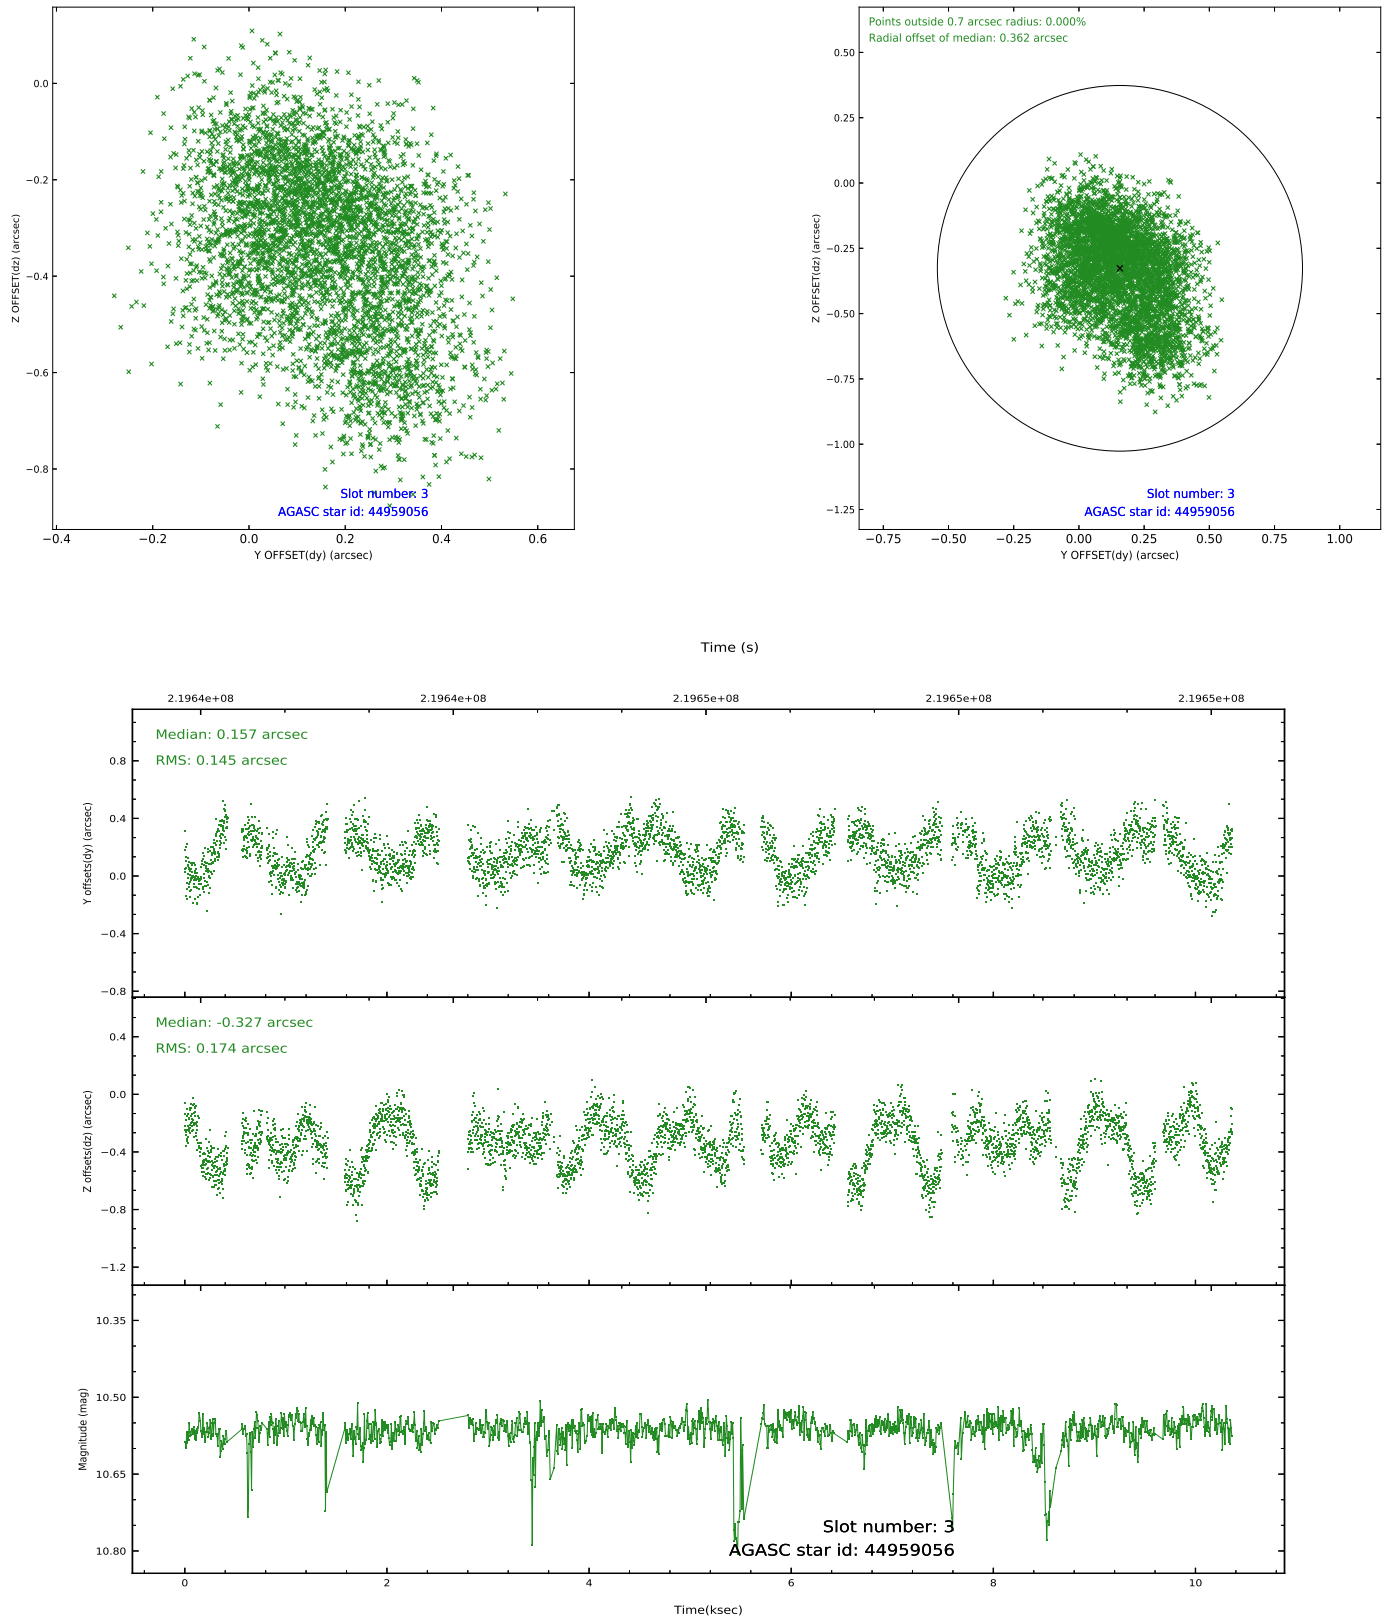 0.0
−0.2
−0.4
−0.6
−0.8
Z OFFSET(dz) (arcsec)
Slot number: 3
AGASC star id: 44959056
−0.4 −0.2 0.0 0.2 0.4 0.6
Y OFFSET(dy) (arcsec)
Points outside 0.7 arcsec radius: 0.000%
Radial offset of median: 0.362 arcsec
0.50
0.25
0.00
−0.25
−0.50
−0.75
−1.00
−1.25
Z OFFSET(dz) (arcsec)
Slot number: 3
AGASC star id: 44959056
−0.75 −0.50 −0.25 0.00 0.25 0.50 0.75 1.00
Y OFFSET(dy) (arcsec)
Time (s)
2.1964e+08 2.1964e+08 2.1965e+08 2.1965e+08 2.1965e+08
Median: 0.157 arcsec
RMS: 0.145 arcsec
0.8
0.4
0.0
−0.4
−0.8
Y offsets(dy) (arcsec)
Median: -0.327 arcsec
RMS: 0.174 arcsec
0.4
0.0
−0.4
−0.8
−1.2
Z offsets(dz) (arcsec)
10.35
10.50
10.65
10.80
Magnitude (mag)
Slot number: 3
AGASC star id: 44959056
0 2 4 6 8 10
Time(ksec)